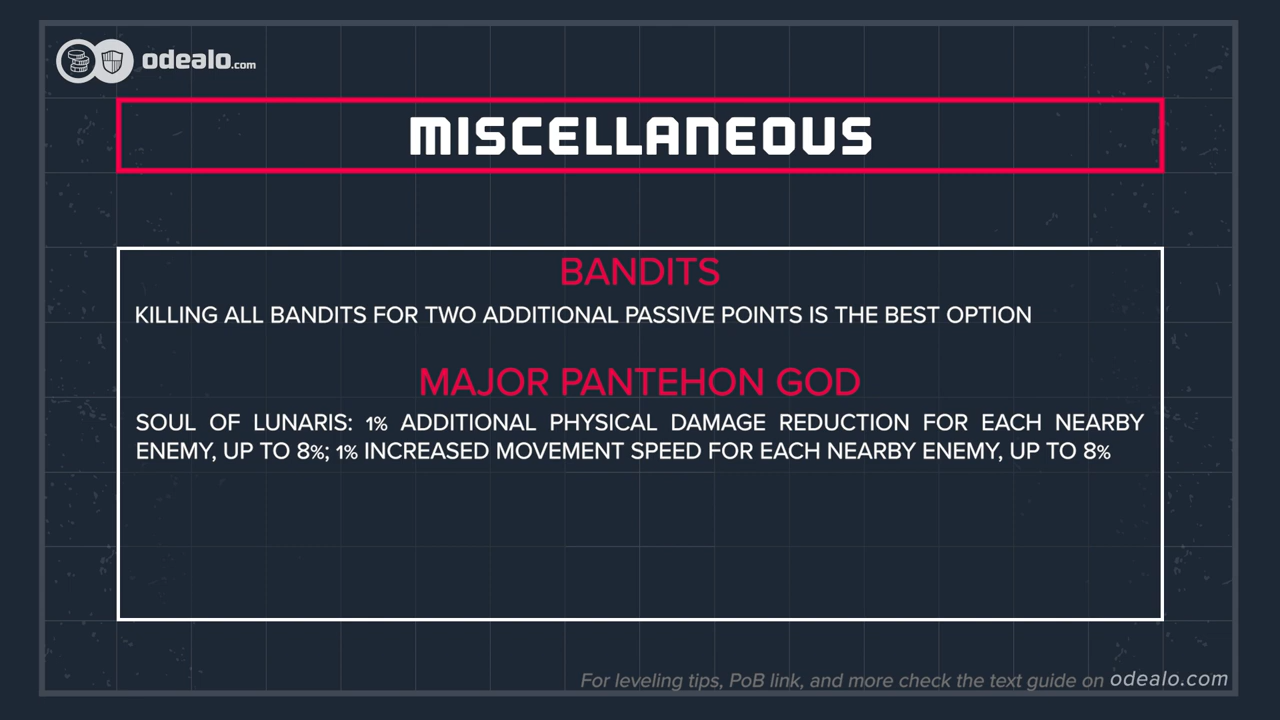 odealo.com
MISCELLANEOUS
BANDITS
KILLING ALL BANDITS FOR TWO ADDITIONAL PASSIVE POINTS IS THE BEST OPTION
MAJOR PANTEHON GOD
SOUL OF LUNARIS: 1% ADDITIONAL PHYSICAL DAMAGE REDUCTION FOR EACH NEARBY
ENEMY, UP TO 8%; 1% INCREASED MOVEMENT SPEED FOR EACH NEARBY ENEMY, UP TO 8%
For leveling tips, PoB link, and more check the text guide on odealo.com